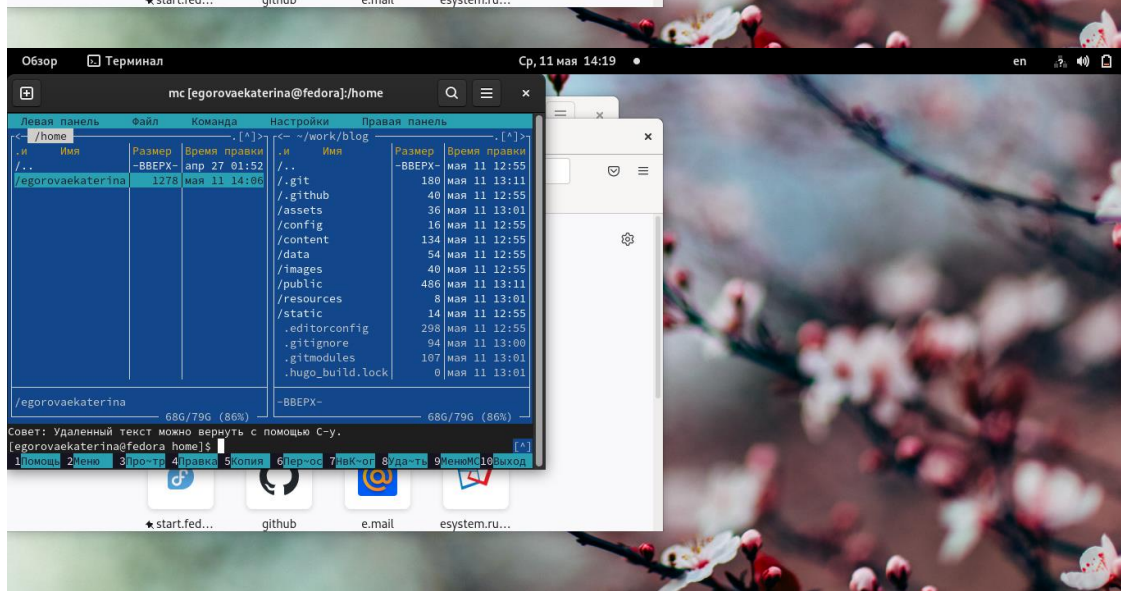 start.fed... github e.mail esystem.ru...
Обзор Терминал Ср, 11 мая 14:19 en
mc [egorovaekaterina@fedora]:/home
Левая панель Файл Команда Настройки Правая панель
<— /home .[^]> <— ~/work/blog .[^]>
.и Имя Размер Время правки .и Имя Размер Время правки
/.. -ВВЕРХ- апр 27 01:52 /.. -ВВЕРХ- мая 11 12:55
/egorovaekaterina 1278 мая 11 14:06 /.git 180 мая 11 13:11
/.github 40 мая 11 12:55
/assets 36 мая 11 13:01
/config 16 мая 11 12:55
/content 134 мая 11 12:55
/data 54 мая 11 12:55
/images 40 мая 11 12:55
/public 486 мая 11 13:11
/resources 8 мая 11 13:01
/static 14 мая 11 12:55
.editorconfig 298 мая 11 12:55
.gitignore 94 мая 11 13:00
.gitmodules 107 мая 11 13:01
.hugo_build.lock 0 мая 11 13:01
/egorovaekaterina -ВВЕРХ-
68G/79G (86%) 68G/79G (86%)
Совет: Удаленный текст можно вернуть с помощью C-y.
[egorovaekaterina@fedora home]$ [^]
1Помощь 2Меню 3Про~тр 4Правка 5Копия 6Пер~ос 7НвК~ог 8Уда~ть 9МенюMC 10Выход
start.fed... github e.mail esystem.ru...